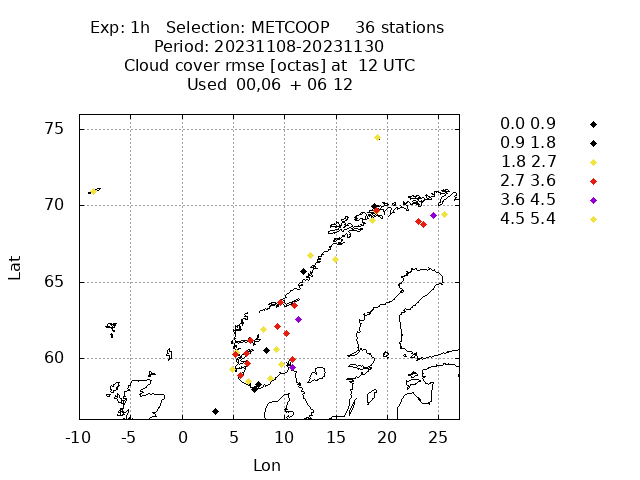 Exp: 1h Selection: METCOOP 36 stations
Period: 20231108-20231130
Cloud cover rmse [octas] at 12 UTC
Used 00,06 + 06 12
75
70
65
60
Lat
-10 -5 0 5 10 15 20 25
Lon
0.0 0.9
0.9 1.8
1.8 2.7
2.7 3.6
3.6 4.5
4.5 5.4